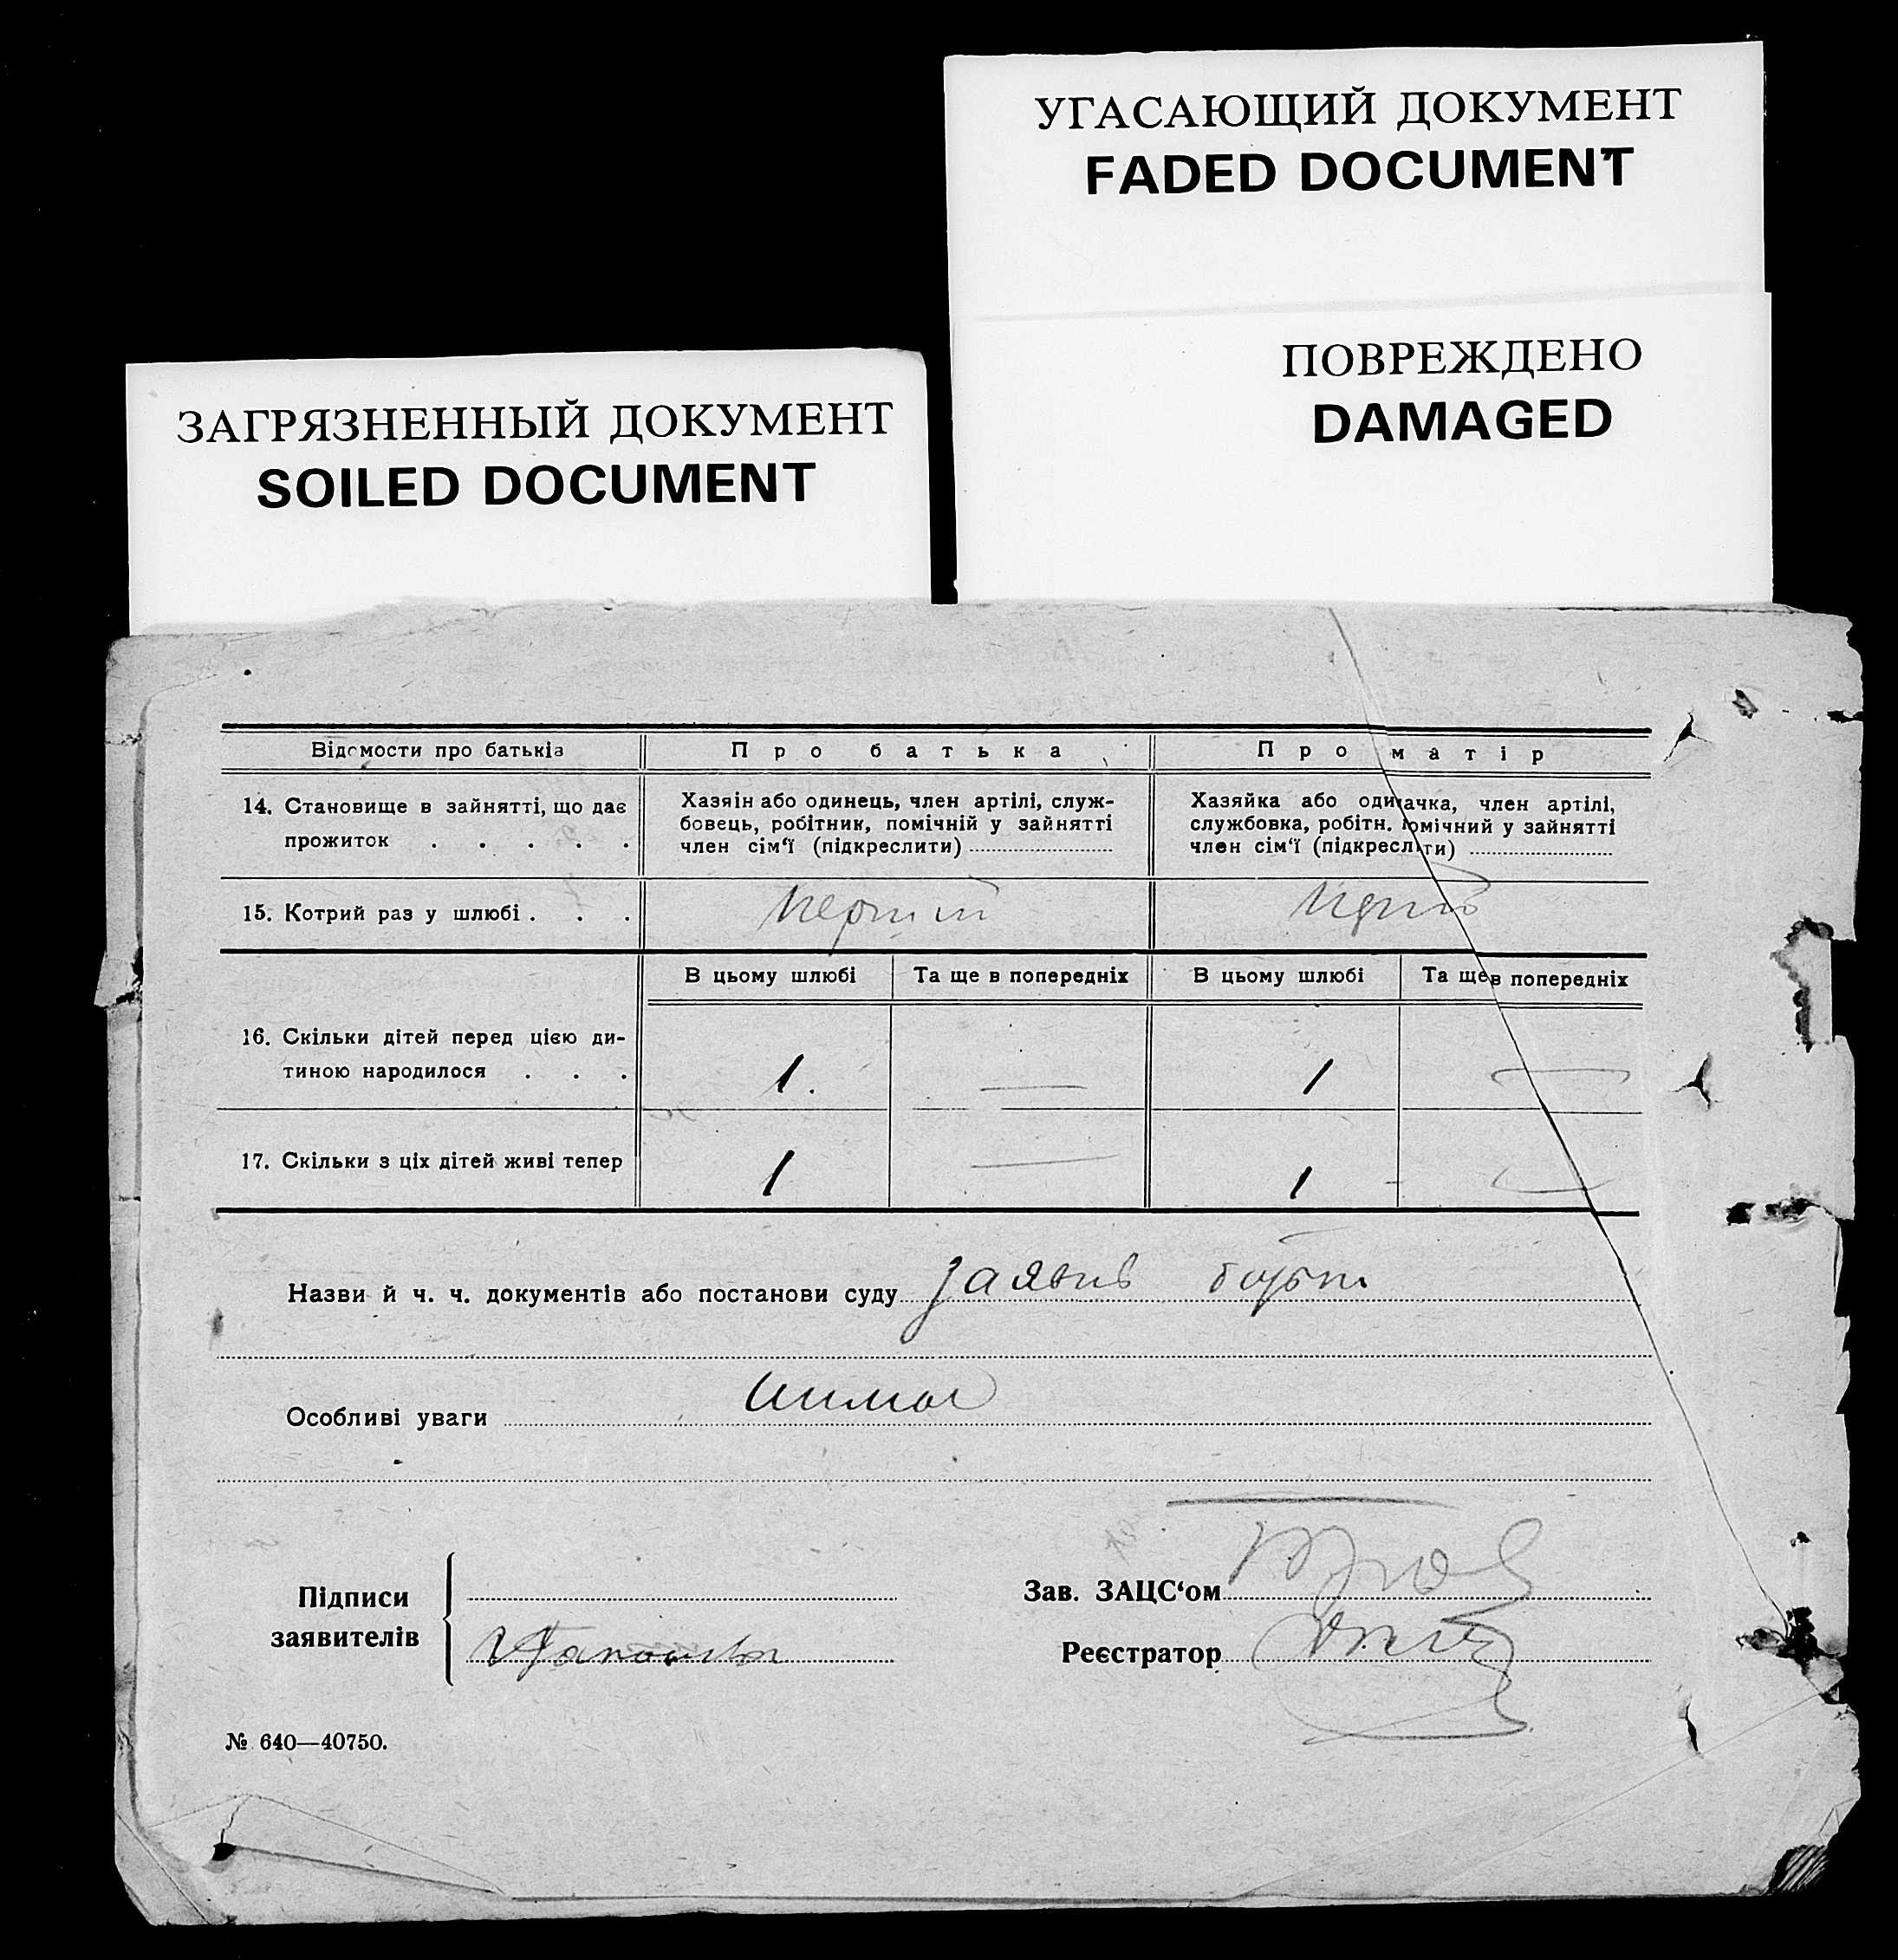 УГАСАЮЩИЙ ДОКУМЕНТ
FADED DOCUMENT
ПОВРЕЖДЕНО
DAMAGED
ЗАГРЯЗНЕННЫЙ ДОКУМЕНТ
SOILED DOCUMENT
Відомости про батьків Про батька Про матір
14. Становище в зайнятті, що дає
прожиток . . . . .
Хазяін або одинець, член артілі, служ-
бовець, робітник, помічній у зайнятті
член сім‘ї (підкреслити)
Хазяйка або одиначка, член артілі,
службовка, робітн. помічний у зайнятті
член сім‘ї (підкреслити)
15. Котрий раз у шлюбі . . . перший
В цьому шлюбі Та ще в попередніх В цьому шлюбі Та ще в попередніх
16. Скільки дітей перед цією ди-
тиною народилося . . . 1. — 1 —
17. Скільки з ціх дітей живі тепер 1 — 1 —
Назви й ч. ч. документів або постанови суду заявив
Особливі уваги
Підписи
заявителів
Зав. ЗАЦС‘ом
Реєстратор
№ 640—40750.